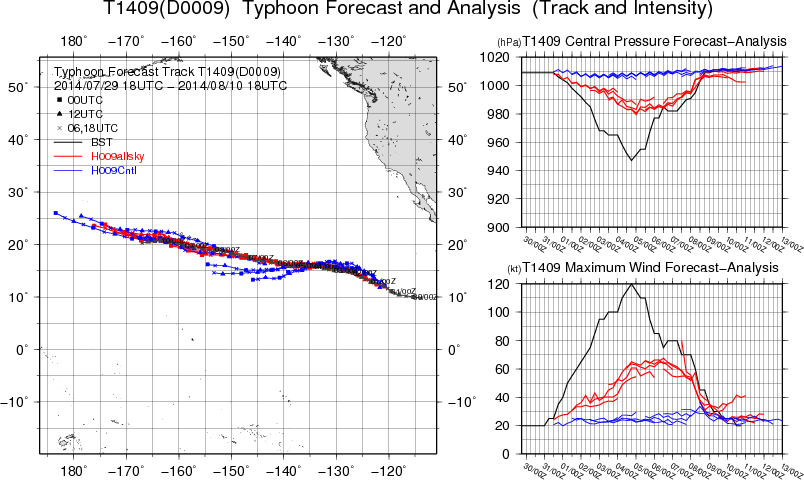 T1409(D0009) Typhoon Forecast and Analysis (Track and Intensity)
180° −170° −160° −150° −140° −130° −120°
Typhoon Forecast Track T1409(D0009)
2014/07/29 18UTC − 2014/08/10 18UTC
00UTC
12UTC
06,18UTC
BST
H009allsky
H009Cntl
50° 50°
40° 40°
30° 30°
20° 20°
10° 10°
0° 0°
−10° −10°
180° −170° −160° −150° −140° −130° −120°
(hPa) T1409 Central Pressure Forecast−Analysis
1020
1000
980
960
940
920
900
30/00Z 31/00Z 01/00Z 02/00Z 03/00Z 04/00Z 05/00Z 06/00Z 07/00Z 08/00Z 09/00Z 10/00Z 11/00Z 12/00Z 13/00Z
(kt) T1409 Maximum Wind Forecast−Analysis
120
100
80
60
40
20
0
30/00Z 31/00Z 01/00Z 02/00Z 03/00Z 04/00Z 05/00Z 06/00Z 07/00Z 08/00Z 09/00Z 10/00Z 11/00Z 12/00Z 13/00Z